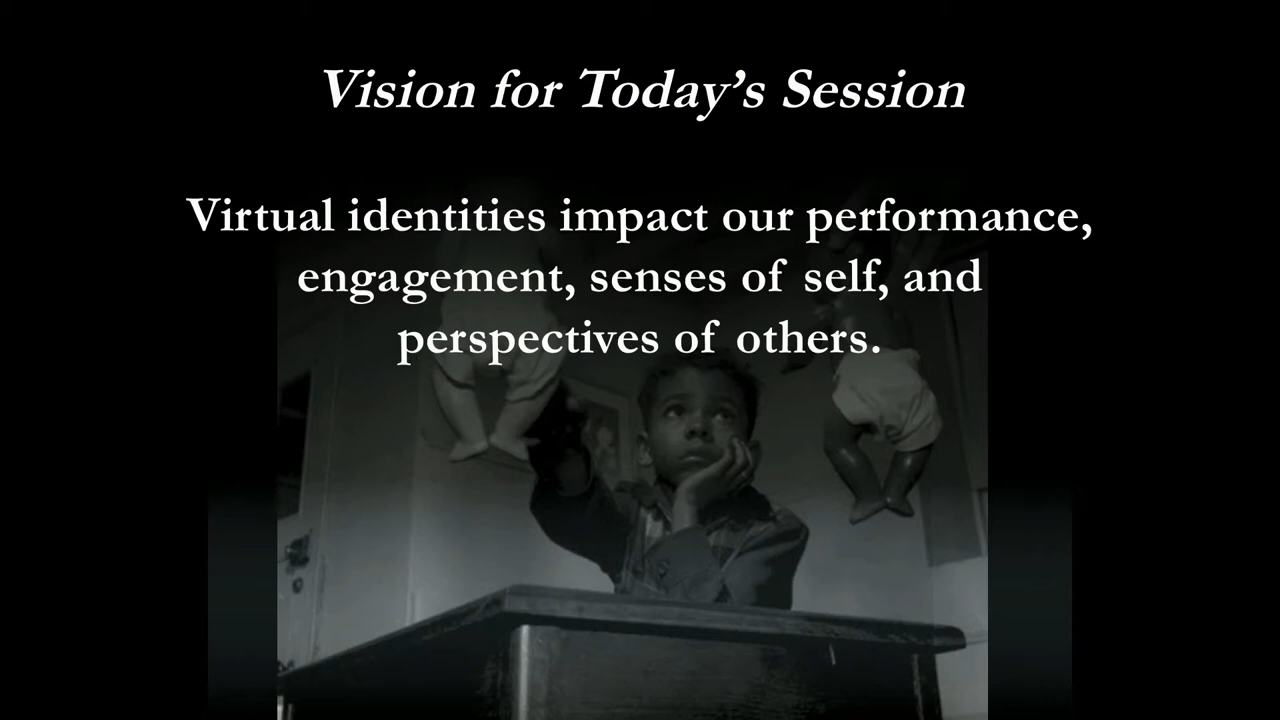 Vision for Today's Session
Virtual identities impact our performance,
engagement, senses of self, and
perspectives of others.